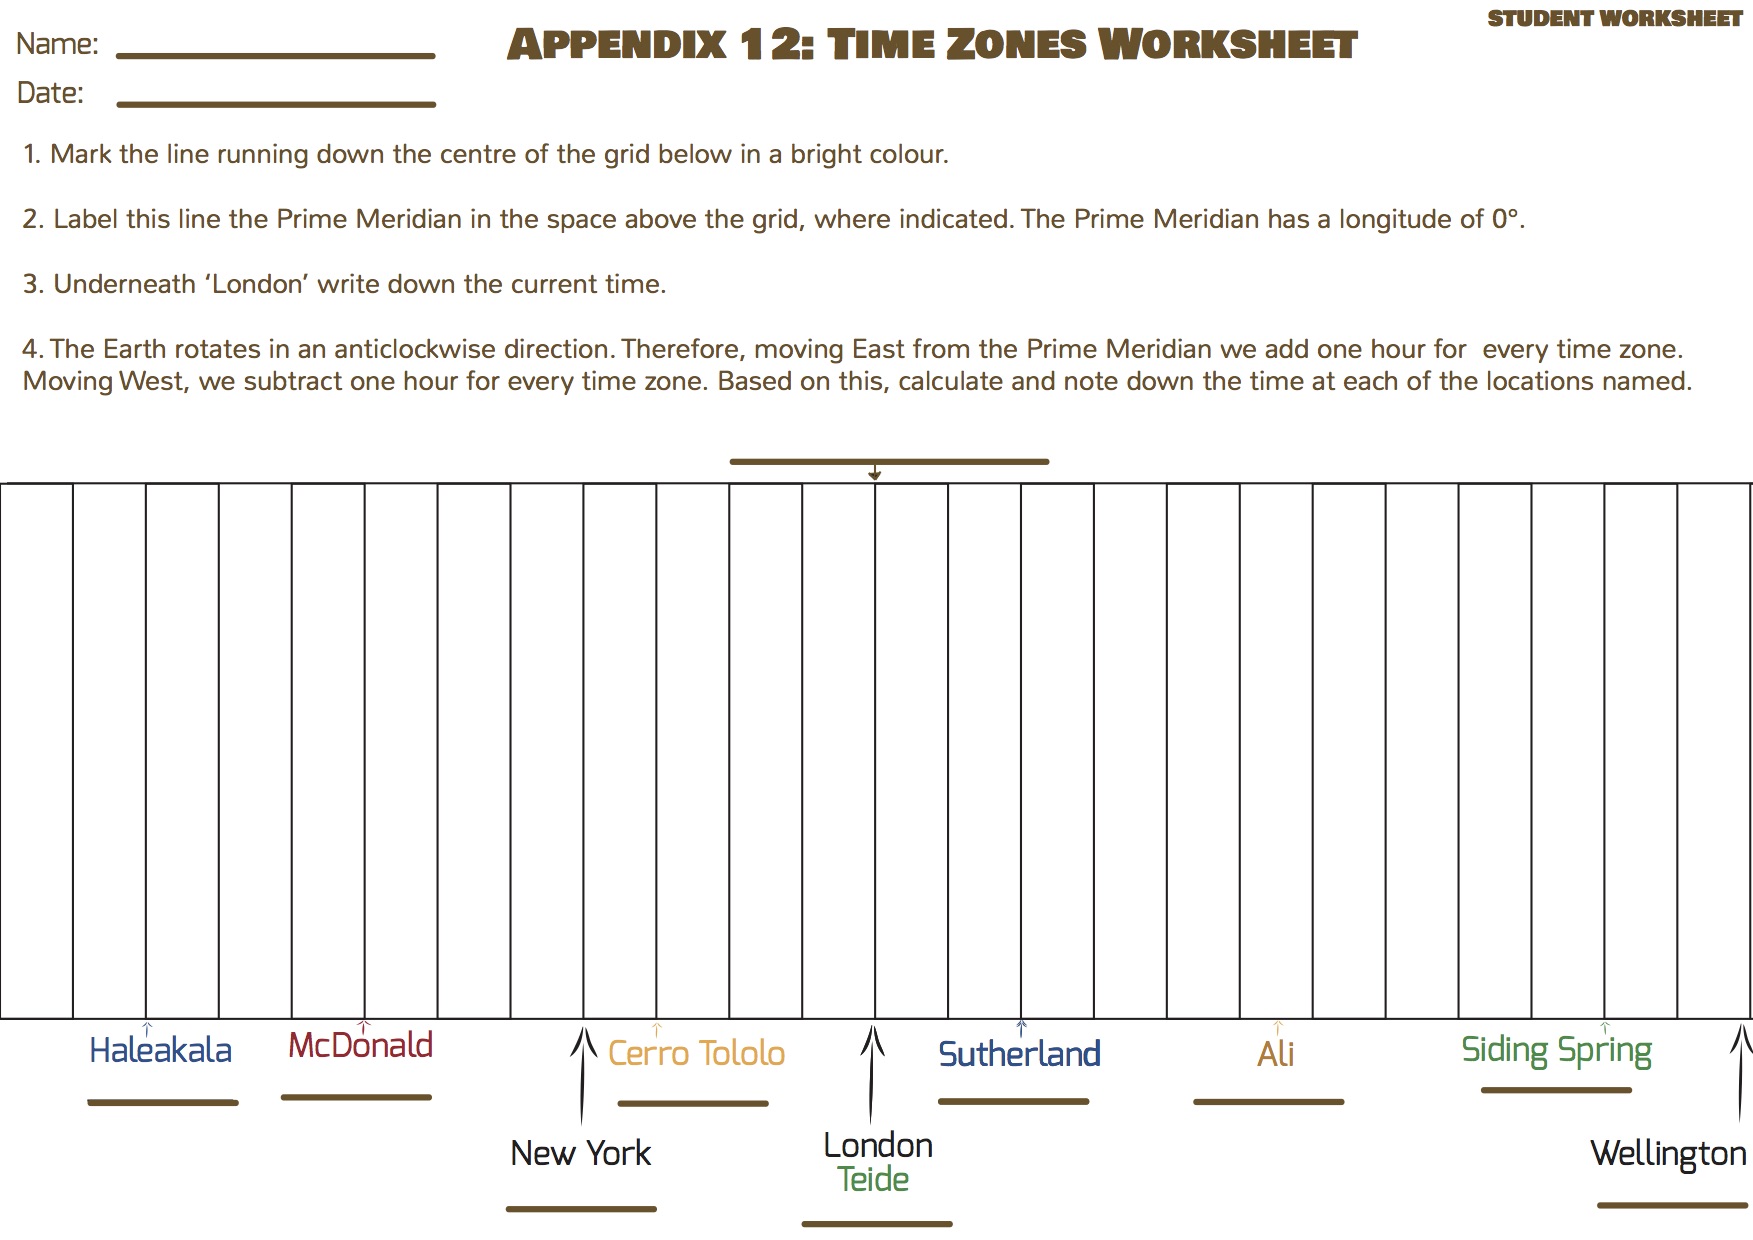 STUDENT WORKSHEET
Name:
APPENDIX 12: TIME ZONES WORKSHEET
Date:
1. Mark the line running down the centre of the grid below in a bright colour.
2. Label this line the Prime Meridian in the space above the grid, where indicated. The Prime Meridian has a longitude of 0°.
3. Underneath ‘London’ write down the current time.
4. The Earth rotates in an anticlockwise direction. Therefore, moving East from the Prime Meridian we add one hour for every time zone.
Moving West, we subtract one hour for every time zone. Based on this, calculate and note down the time at each of the locations named.
Haleakala
McDonald
Cerro Tololo
Sutherland
Ali
Siding Spring
New York
London
Teide
Wellington